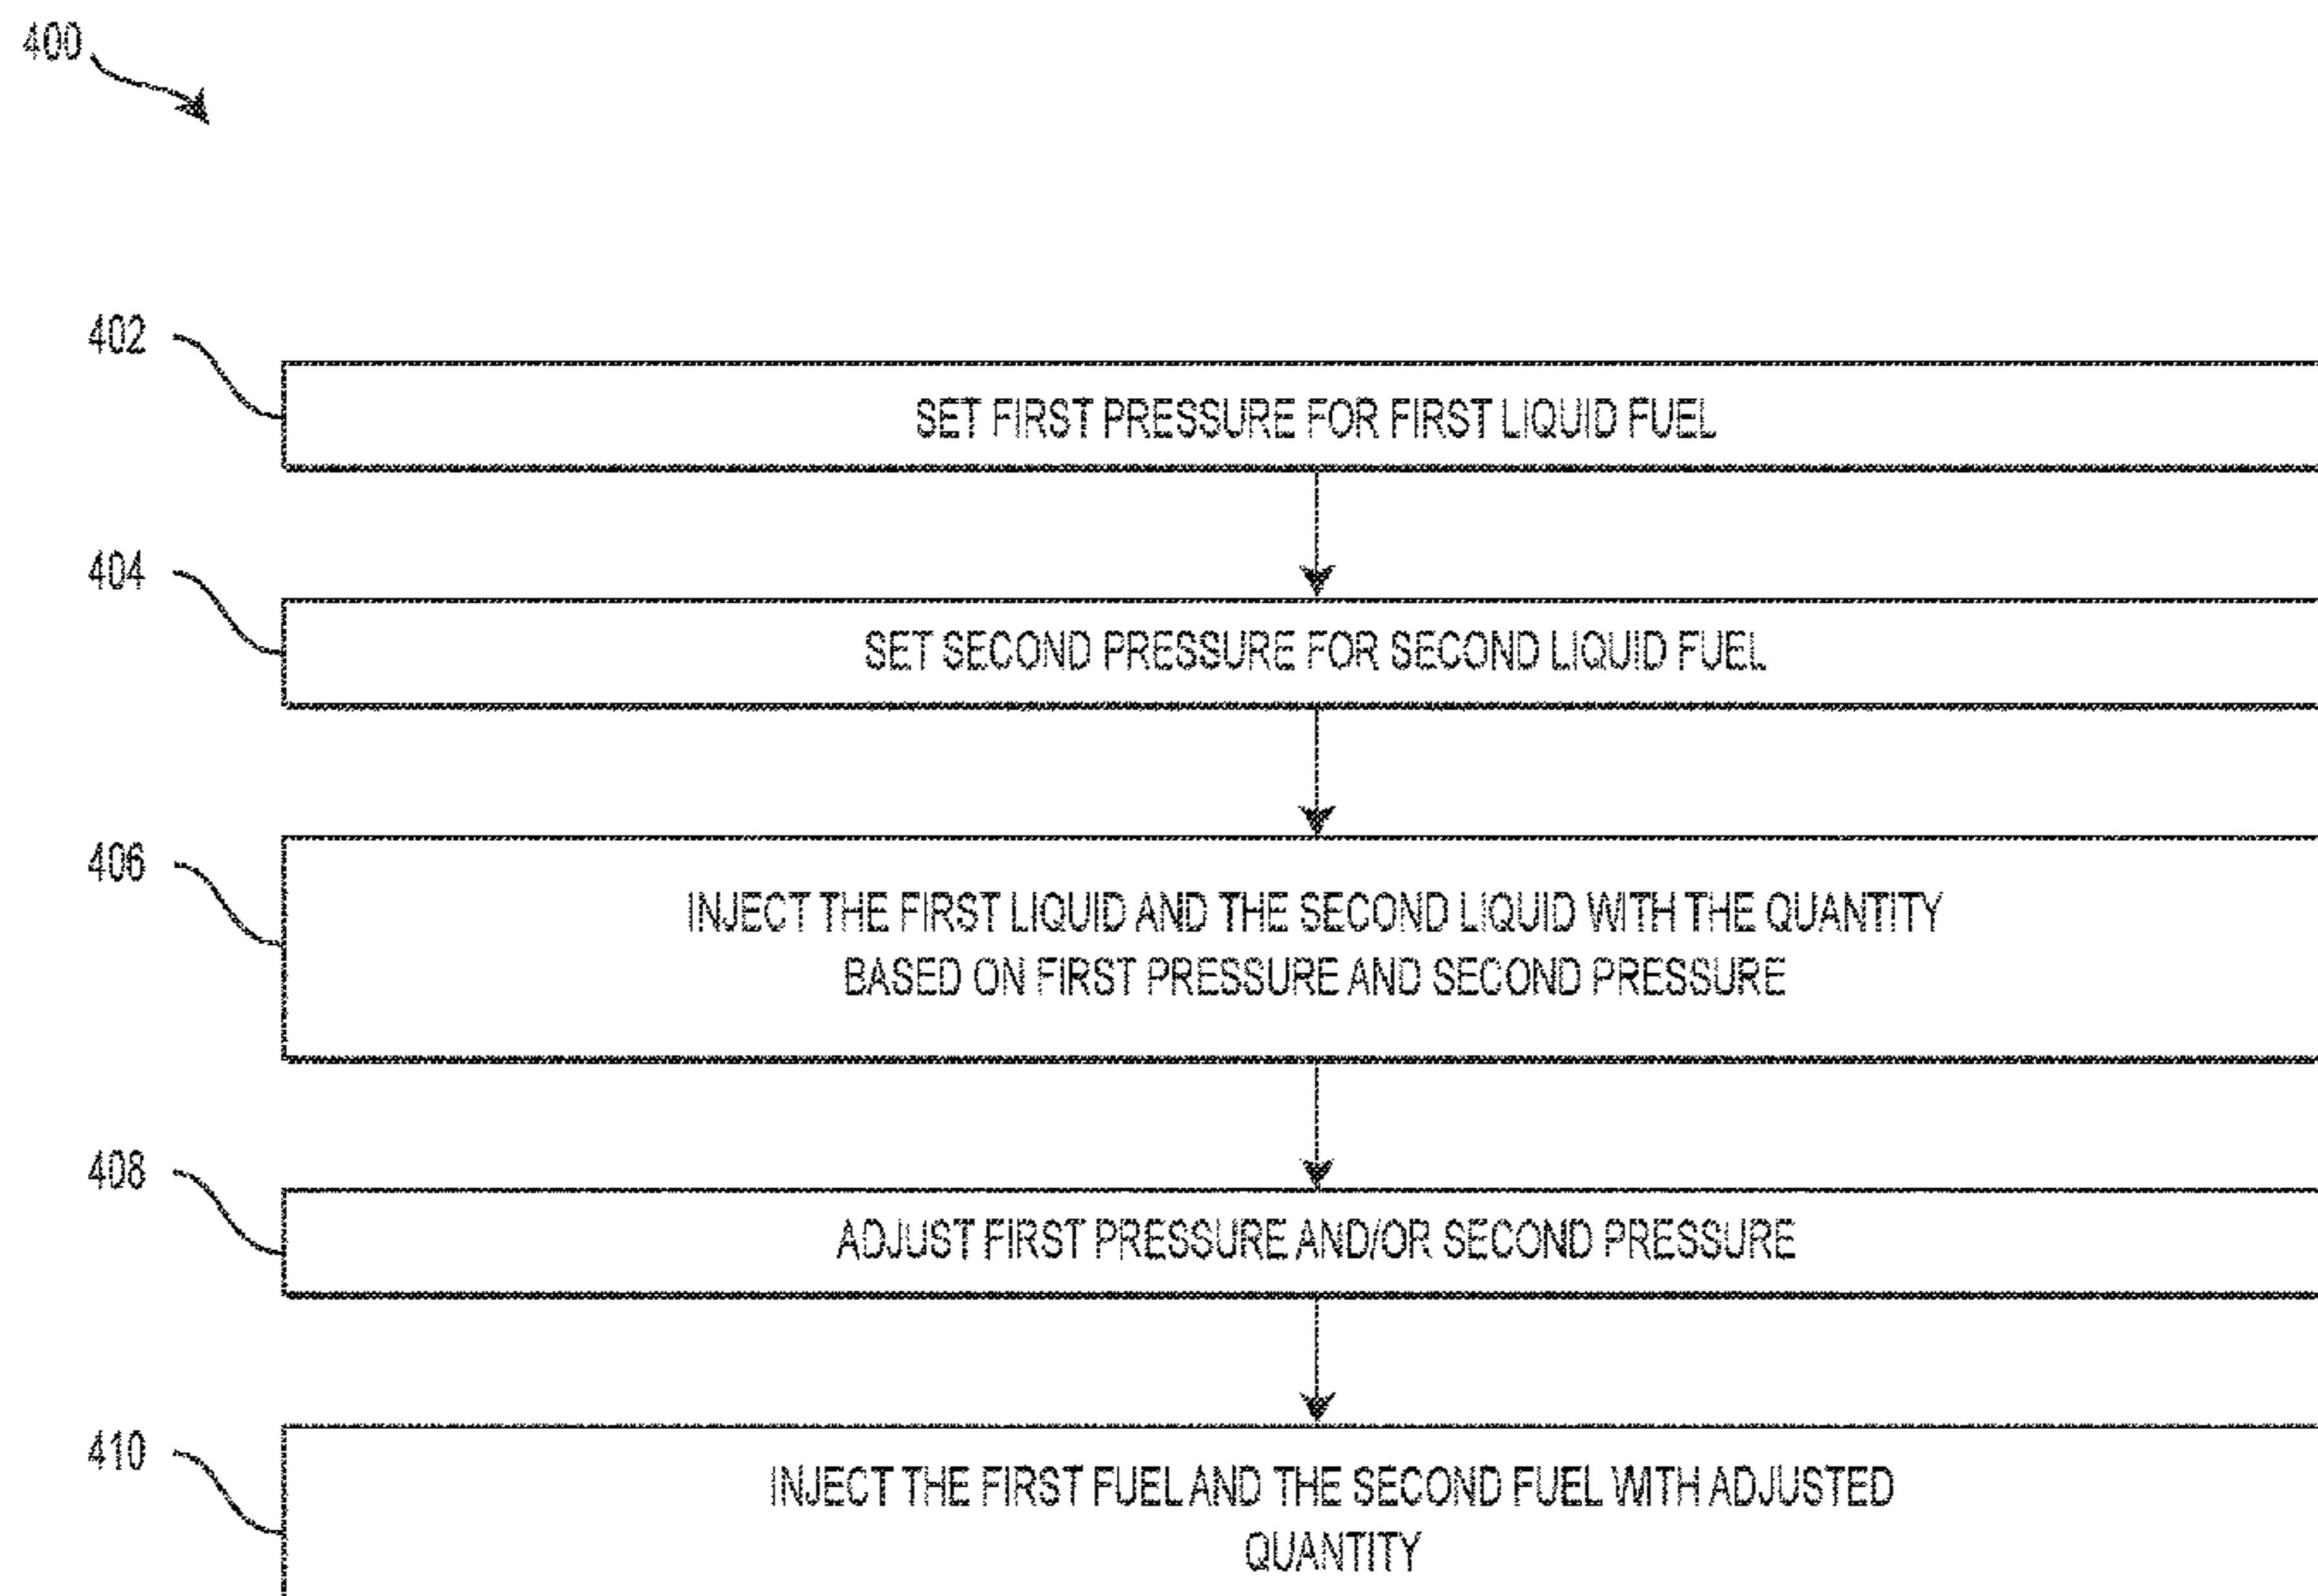 400
402
SET FIRST PRESSURE FOR FIRST LIQUID FUEL
404
SET SECOND PRESSURE FOR SECOND LIQUID FUEL
406
INJECT THE FIRST LIQUID AND THE SECOND LIQUID WITH THE QUANTITY
BASED ON FIRST PRESSURE AND SECOND PRESSURE
408
ADJUST FIRST PRESSURE AND/OR SECOND PRESSURE
410
INJECT THE FIRST FUEL AND THE SECOND FUEL WITH ADJUSTED
QUANTITY